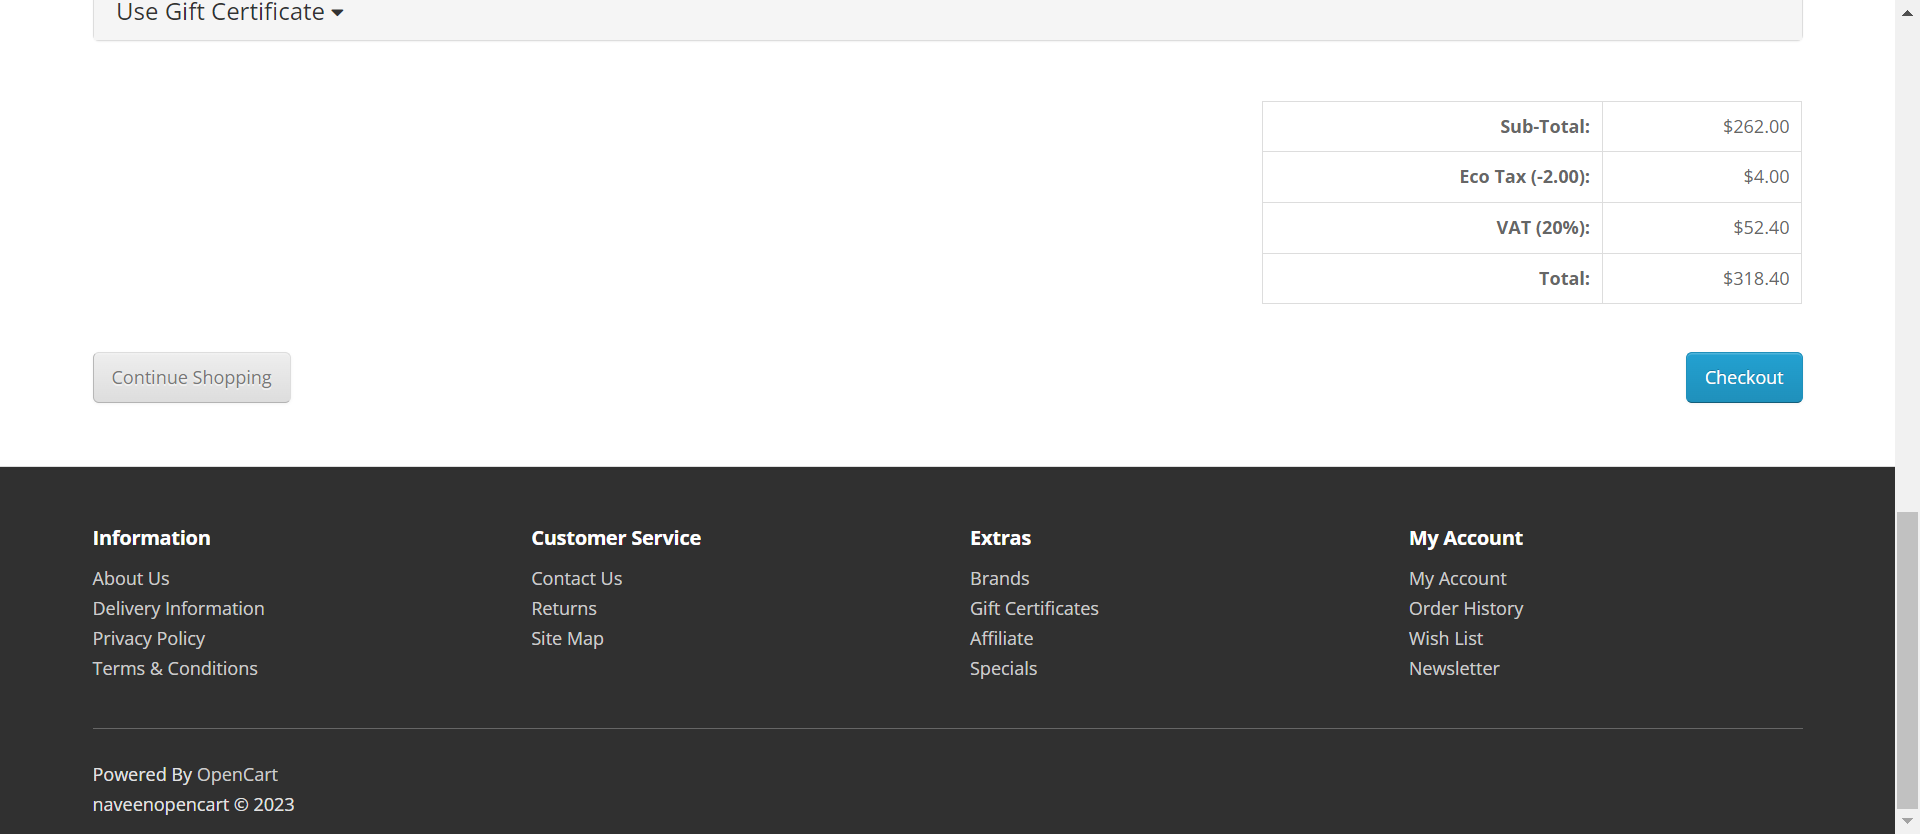 Use Gift Certificate
Sub-Total: $262.00
Eco Tax (-2.00): $4.00
VAT (20%): $52.40
Total: $318.40
Continue Shopping
Checkout
Information
About Us
Delivery Information
Privacy Policy
Terms & Conditions
Customer Service
Contact Us
Returns
Site Map
Extras
Brands
Gift Certificates
Affiliate
Specials
My Account
My Account
Order History
Wish List
Newsletter
Powered By OpenCart
naveenopencart © 2023